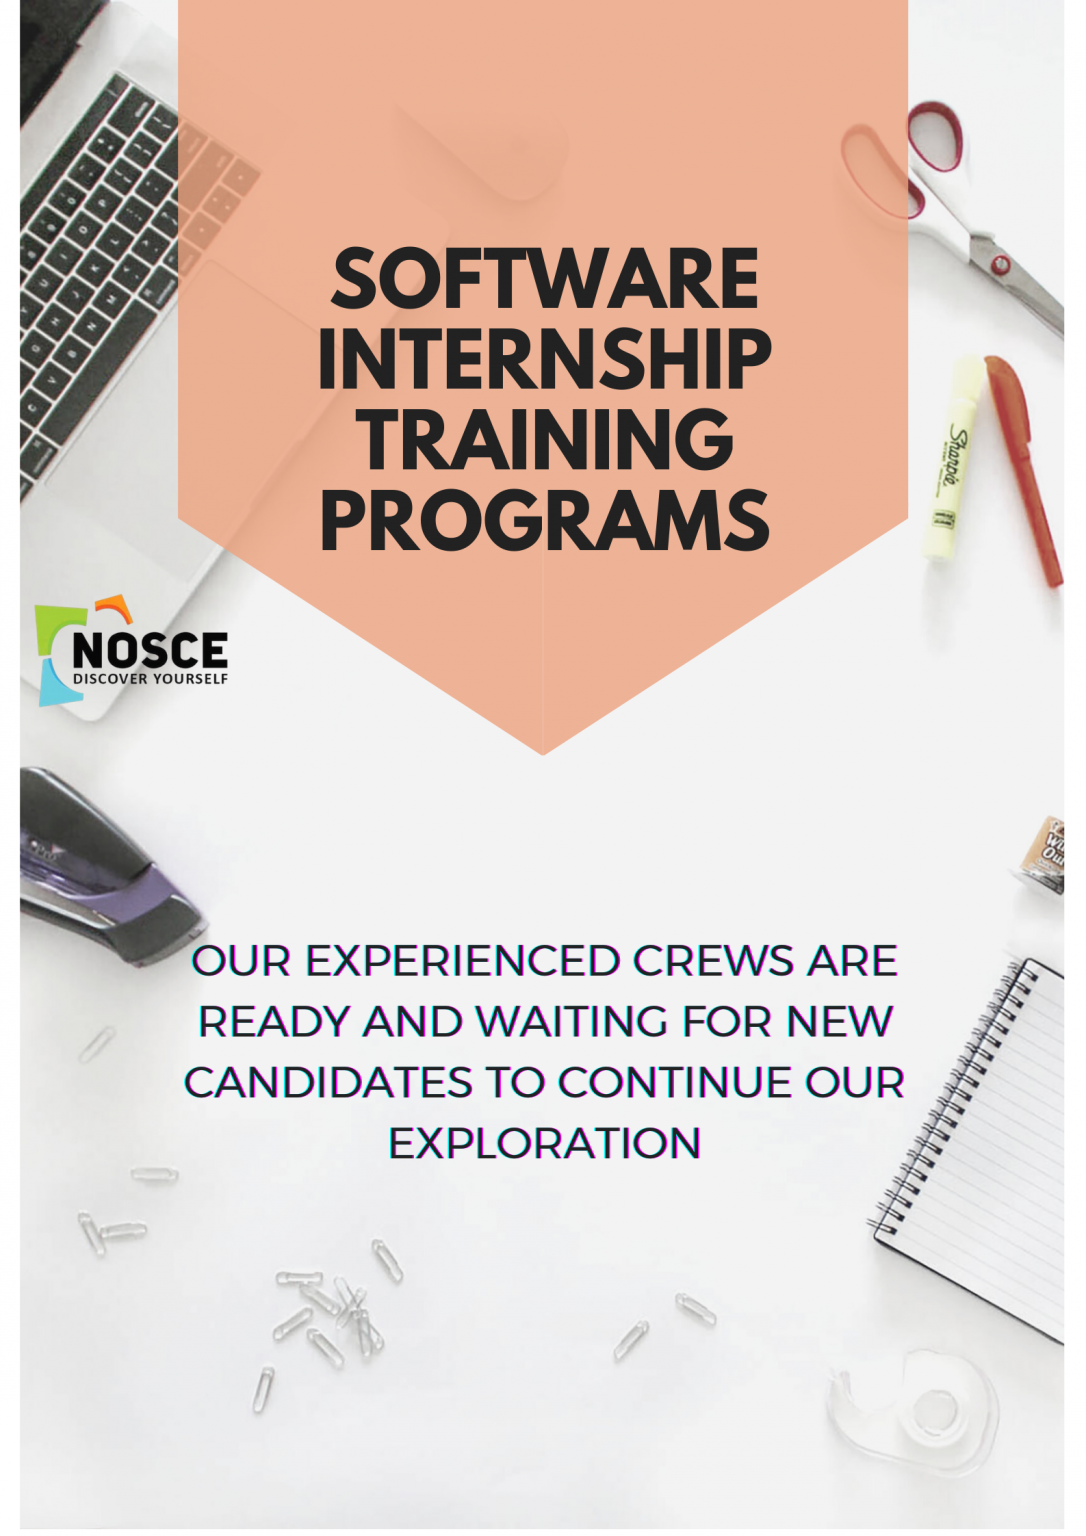 SOFTWARE
INTERNSHIP
TRAINING
PROGRAMS
Sharpie
NOSCE
DISCOVER YOURSELF
OUR EXPERIENCED CREWS ARE
READY AND WAITING FOR NEW
CANDIDATES TO CONTINUE OUR
EXPLORATION